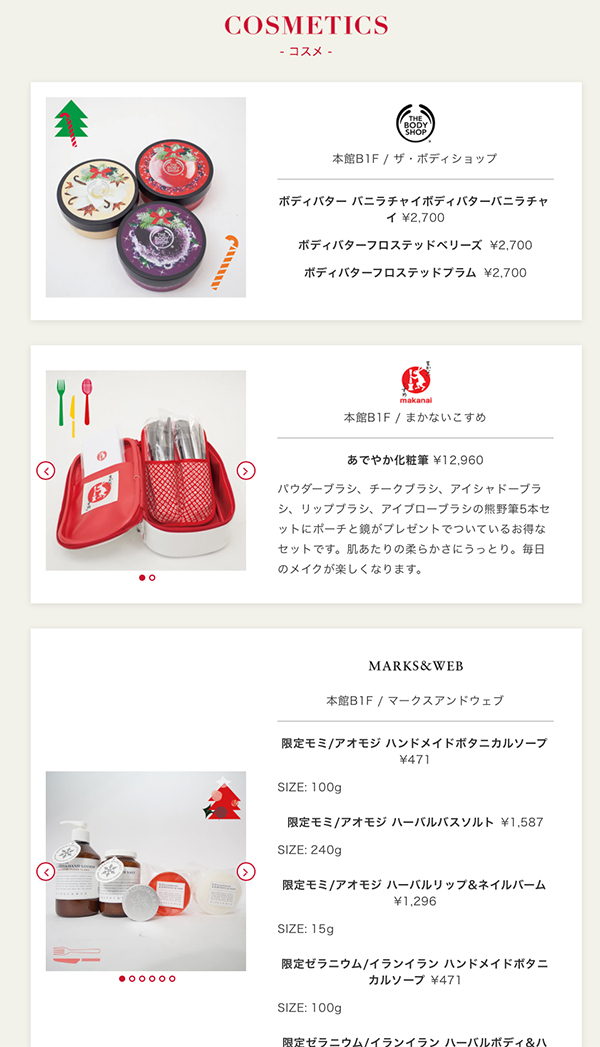 COSMETICS
- コスメ -
THE
BODY
SHOP
本館B1F / ザ・ボディショップ
ボディバター バニラチャイボディバターバニラチャ
イ ¥2,700
ボディバターフロステッドベリーズ ¥2,700
ボディバターフロステッドプラム ¥2,700
makanai
本館B1F / まかないこすめ
あでやか化粧筆 ¥12,960
パウダーブラシ、チークブラシ、アイシャドーブラ
シ、リップブラシ、アイブローブラシの熊野筆5本セ
ットにポーチと鏡がプレゼントでついているお得な
セットです。肌あたりの柔らかさにうっとり。毎日
のメイクが楽しくなります。
MARKS&WEB
本館B1F / マークスアンドウェブ
限定モミ/アオモジ ハンドメイドボタニカルソープ
¥471
SIZE: 100g
限定モミ/アオモジ ハーバルバスソルト ¥1,587
SIZE: 240g
限定モミ/アオモジ ハーバルリップ&ネイルバーム
¥1,296
SIZE: 15g
限定ゼラニウム/イランイラン ハンドメイドボタニ
カルソープ ¥471
SIZE: 100g
限定ゼラニウム/イランイラン ハーバルボディ&ハ